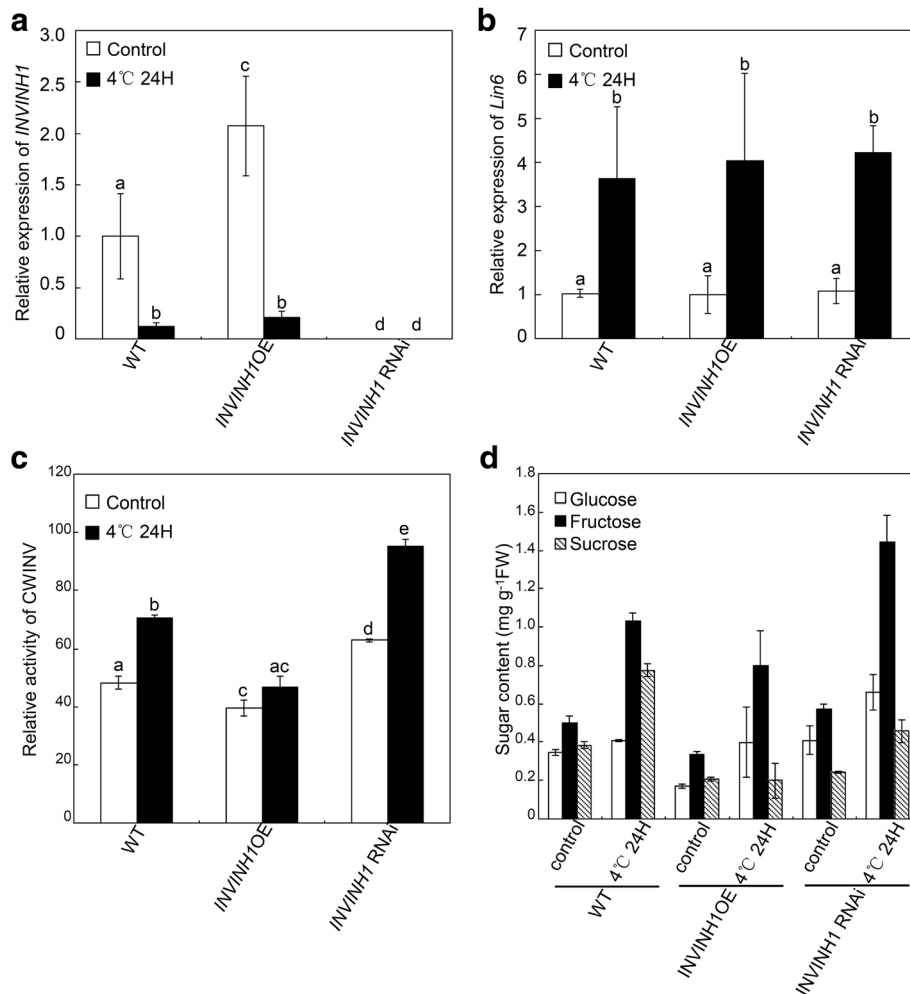 a
3.0
2.5
2.0
1.5
1.0
0.5
0
Relative expression of INVINH1
Control
4℃ 24H
a
b
c
b
d d
WT
INVINH1OE
INVINH1 RNAi
b
7
6
5
4
3
2
1
0
Relative expression of Lin6
Control
4℃ 24H
a
b
a
b
a
b
WT
INVINH1OE
INVINH1 RNAi
c
120
100
80
60
40
20
0
Relative activity of CWINV
Control
4℃ 24H
a
b
c
ac
d
e
WT
INVINH1OE
INVINH1 RNAi
d
1.8
1.6
1.4
1.2
1.0
0.8
0.6
0.4
0.2
0
Sugar content (mg g⁻¹FW)
Glucose
Fructose
Sucrose
control
4℃ 24H
control
4℃ 24H
control
4℃ 24H
WT
INVINH1OE
INVINH1 RNAi